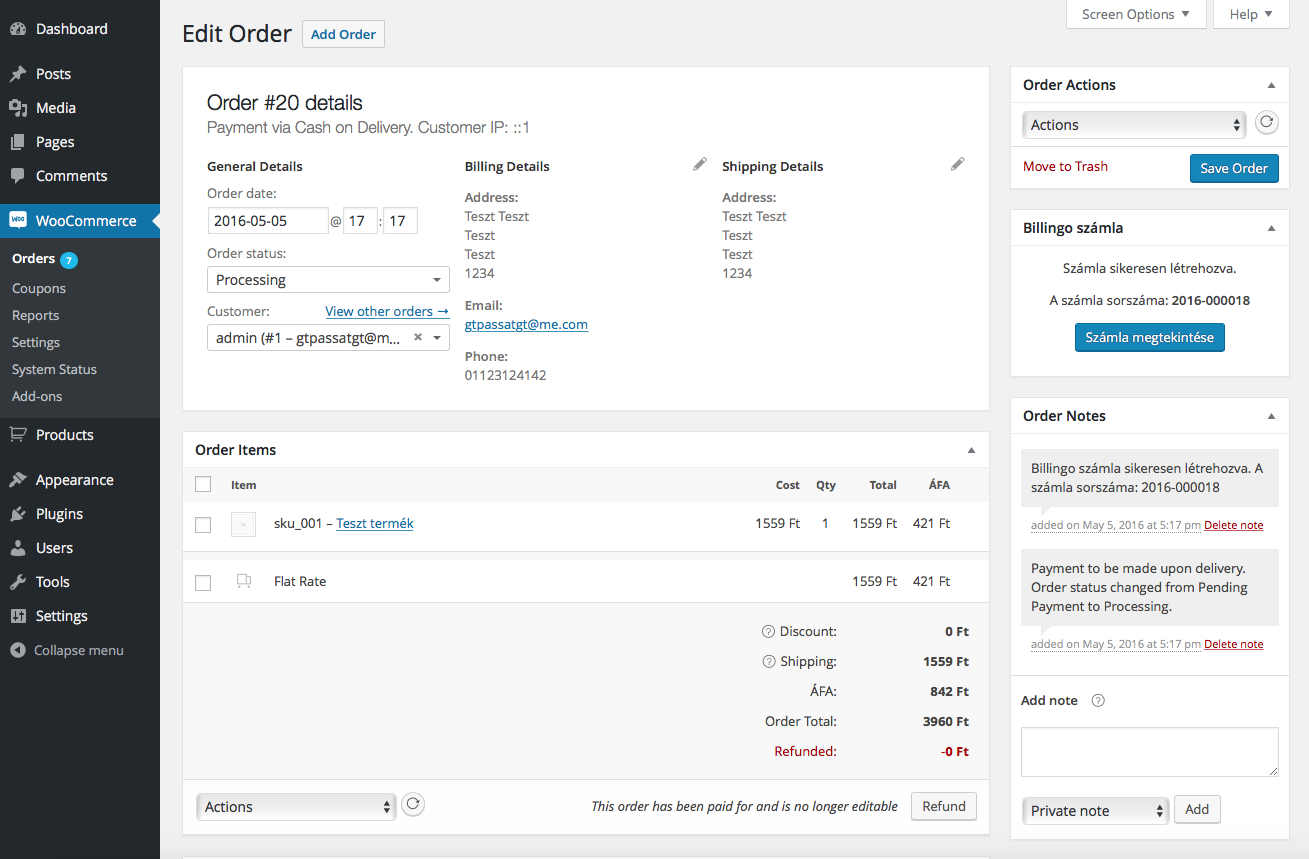 Dashboard
Posts
Media
Pages
Comments
WooCommerce
Orders 7
Coupons
Reports
Settings
System Status
Add-ons
Products
Appearance
Plugins
Users
Tools
Settings
Collapse menu
Screen Options ▼
Help ▼
Edit Order
Add Order
Order #20 details
Payment via Cash on Delivery. Customer IP: ::1
General Details
Order date:
2016-05-05 @ 17 : 17
Order status:
Processing
Customer: View other orders →
admin (#1 – gtpassatgt@m... ×
Billing Details
Address:
Teszt Teszt
Teszt
Teszt
1234
Email:
gtpassatgt@me.com
Phone:
01123124142
Shipping Details
Address:
Teszt Teszt
Teszt
Teszt
1234
Order Items
Item Cost Qty Total ÁFA
sku_001 – Teszt termék 1559 Ft 1 1559 Ft 421 Ft
Flat Rate 1559 Ft 421 Ft
? Discount: 0 Ft
? Shipping: 1559 Ft
ÁFA: 842 Ft
Order Total: 3960 Ft
Refunded: -0 Ft
Actions
This order has been paid for and is no longer editable
Refund
Order Actions
Actions
Move to Trash
Save Order
Billingo számla
Számla sikeresen létrehozva.
A számla sorszáma: 2016-000018
Számla megtekintése
Order Notes
Billingo számla sikeresen létrehozva. A
számla sorszáma: 2016-000018
added on May 5, 2016 at 5:17 pm Delete note
Payment to be made upon delivery.
Order status changed from Pending
Payment to Processing.
added on May 5, 2016 at 5:17 pm Delete note
Add note ?
Private note
Add